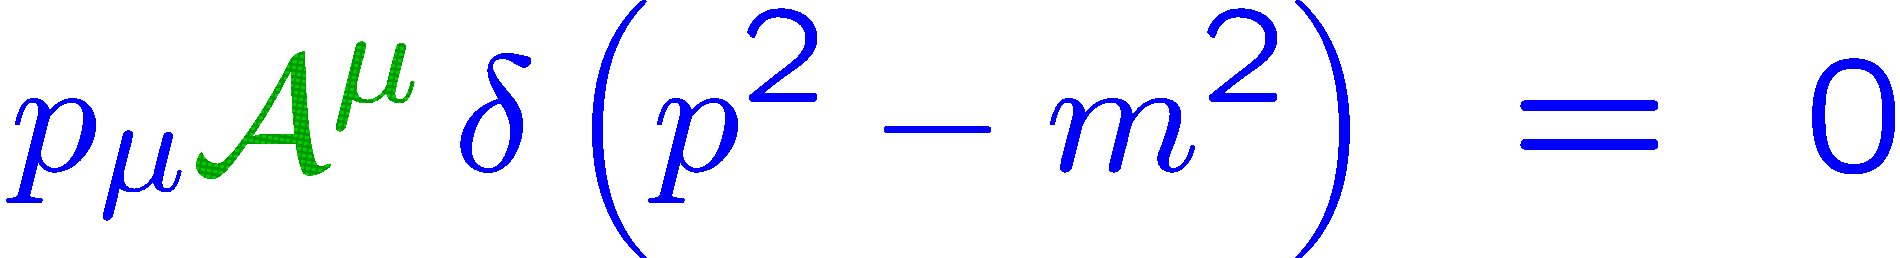 p_μ 𝒜^μ δ (p² − m²) = 0